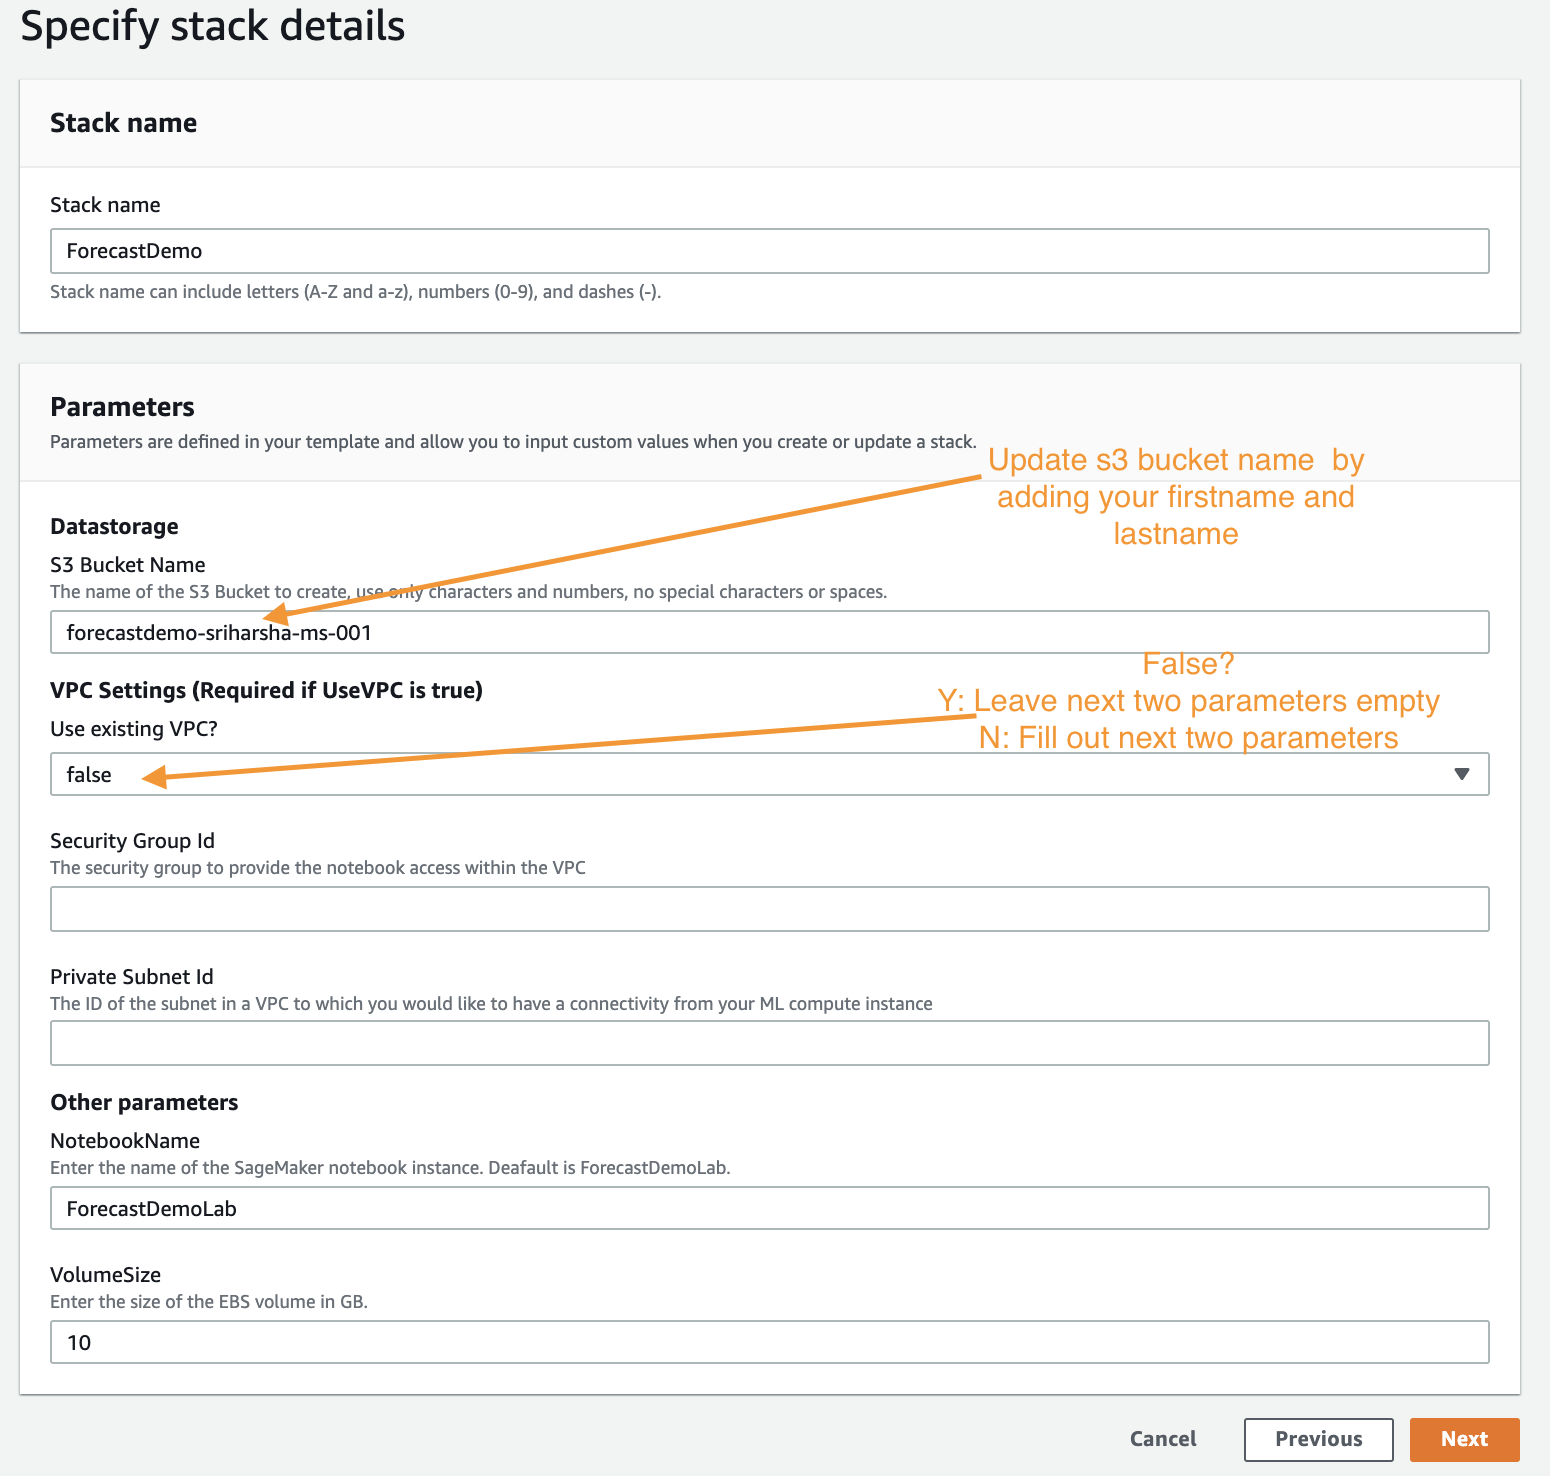 Specify stack details
Stack name
Stack name
ForecastDemo
Stack name can include letters (A-Z and a-z), numbers (0-9), and dashes (-).
Parameters
Parameters are defined in your template and allow you to input custom values when you create or update a stack.
Update s3 bucket name  by
adding your firstname and
lastname
Datastorage
S3 Bucket Name
The name of the S3 Bucket to create, use only characters and numbers, no special characters or spaces.
forecastdemo-sriharsha-ms-001
False?
VPC Settings (Required if UseVPC is true)
Y: Leave next two parameters empty
Use existing VPC?
N: Fill out next two parameters
false
Security Group Id
The security group to provide the notebook access within the VPC
Private Subnet Id
The ID of the subnet in a VPC to which you would like to have a connectivity from your ML compute instance
Other parameters
NotebookName
Enter the name of the SageMaker notebook instance. Deafault is ForecastDemoLab.
ForecastDemoLab
VolumeSize
Enter the size of the EBS volume in GB.
10
Cancel
Previous
Next